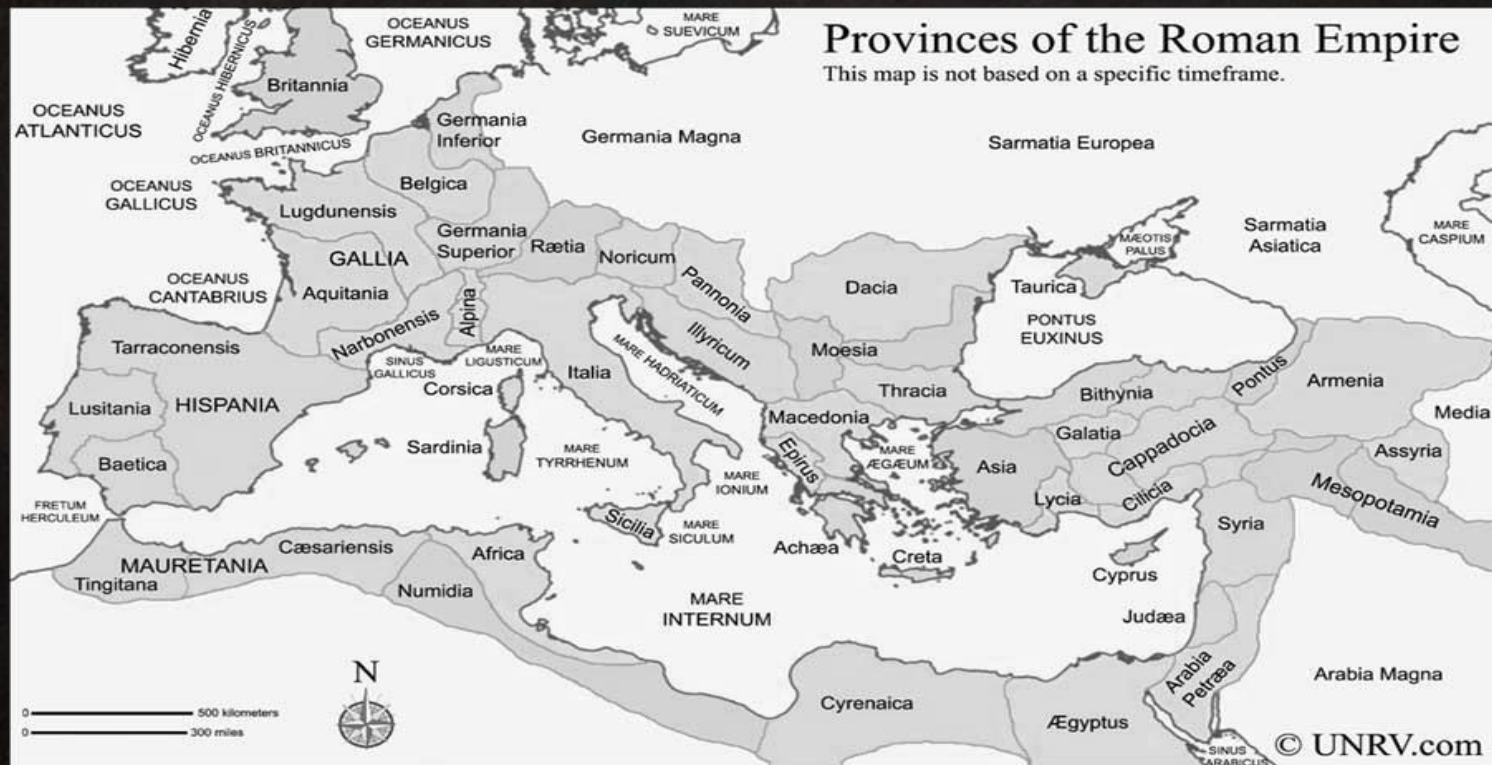 Provinces of the Roman Empire
This map is not based on a specific timeframe.
Hibernia
OCEANUS HIBERNICUS
OCEANUS
GERMANICUS
MARE
SUEVICUM
Britannia
OCEANUS
ATLANTICUS
OCEANUS BRITANNICUS
Germania
Inferior
Germania Magna
Sarmatia Europea
OCEANUS
GALLICUS
Belgica
Lugdunensis
Germania
Superior
Rætia
Noricum
Pannonia
MÆOTIS
PALUS
Sarmatia
Asiatica
MARE
CASPIUM
GALLIA
OCEANUS
CANTABRIUS
Aquitania
Narbonensis
Alpina
Dacia
Taurica
PONTUS
EUXINUS
Tarraconensis
SINUS
GALLICUS
MARE
LIGUSTICUM
Italia
MARE HADRIATICUM
Illyricum
Moesia
Corsica
Thracia
Bithynia
Pontus
Armenia
Lusitania
HISPANIA
Macedonia
Galatia
Cappadocia
Media
Baetica
Sardinia
MARE
TYRRHENUM
Epirus
MARE
ÆGÆUM
Asia
Assyria
MARE
IONIUM
Lycia
Cilicia
Mesopotamia
FRETUM
HERCULEUM
Sicilia
MARE
SICULUM
Achæa
Creta
Cyprus
Syria
MAURETANIA
Tingitana
Cæsariensis
Africa
Numidia
MARE
INTERNUM
Judæa
Arabia
Petræa
Arabia Magna
N
Cyrenaica
Ægyptus
0 500 kilometers
0 300 miles
SINUS
ARABICUS
© UNRV.com